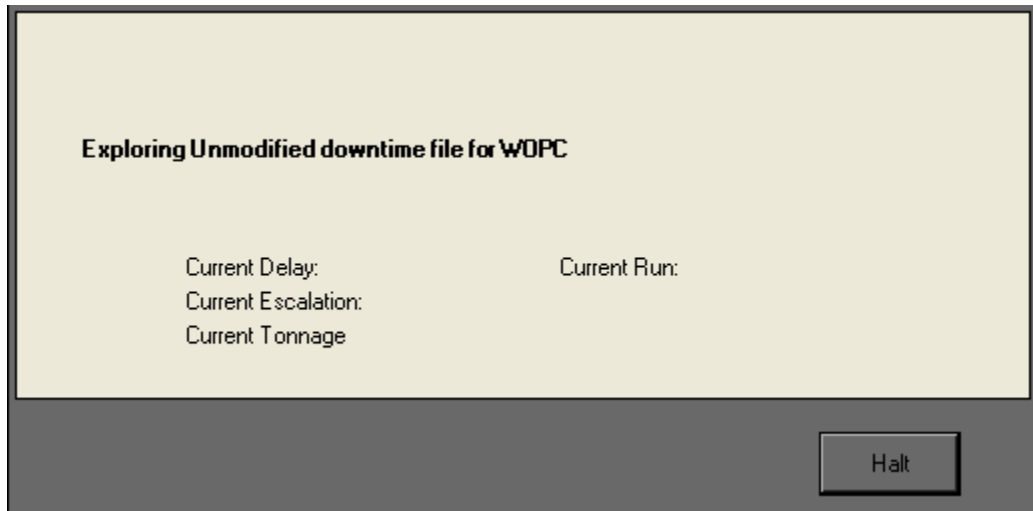 Exploring Unmodified downtime file for WOPC
Current Delay: Current Run:
Current Escalation:
Current Tonnage
Halt